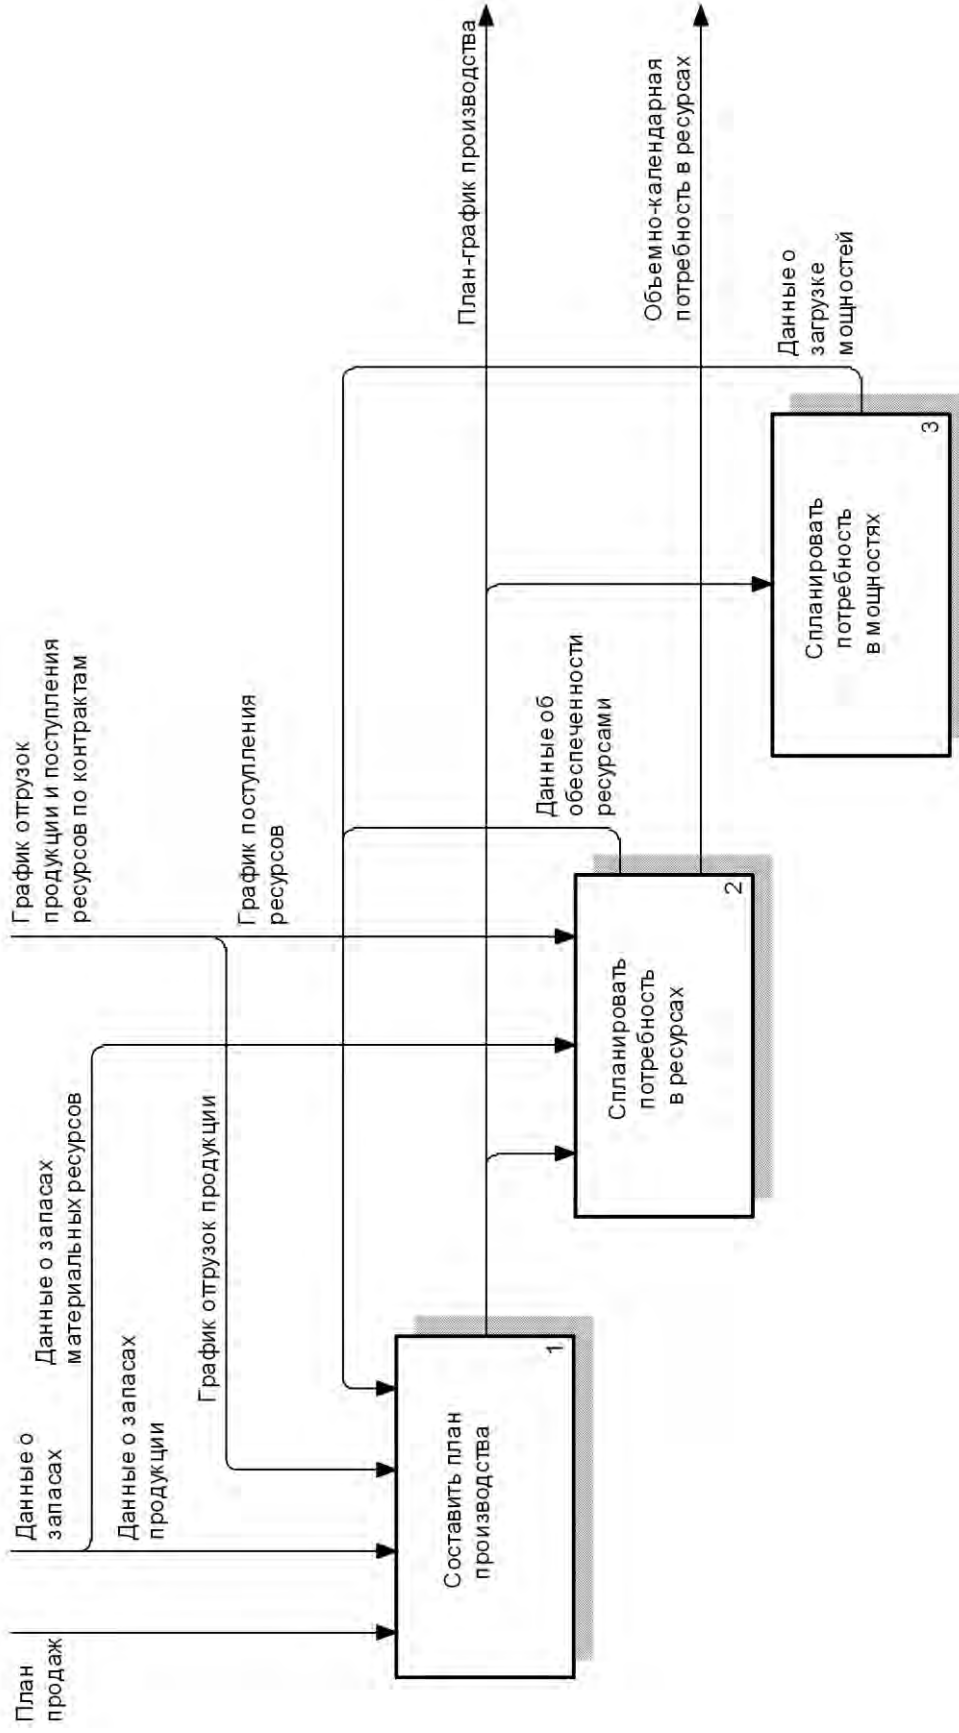 План
продаж
Данные о
запасах
Данные о запасах
продукции
Данные о запасах
материальных ресурсов
График отгрузок продукции
График отгрузок
продукции и поступления
ресурсов по контрактам
График поступления
ресурсов
Составить план
производства
1
Спланировать
потребность
в ресурсах
2
Данные об
обеспеченности
ресурсами
Спланировать
потребность
в мощностях
3
Данные о
загрузке
мощностей
План-график производства
Объемно-календарная
потребность в ресурсах